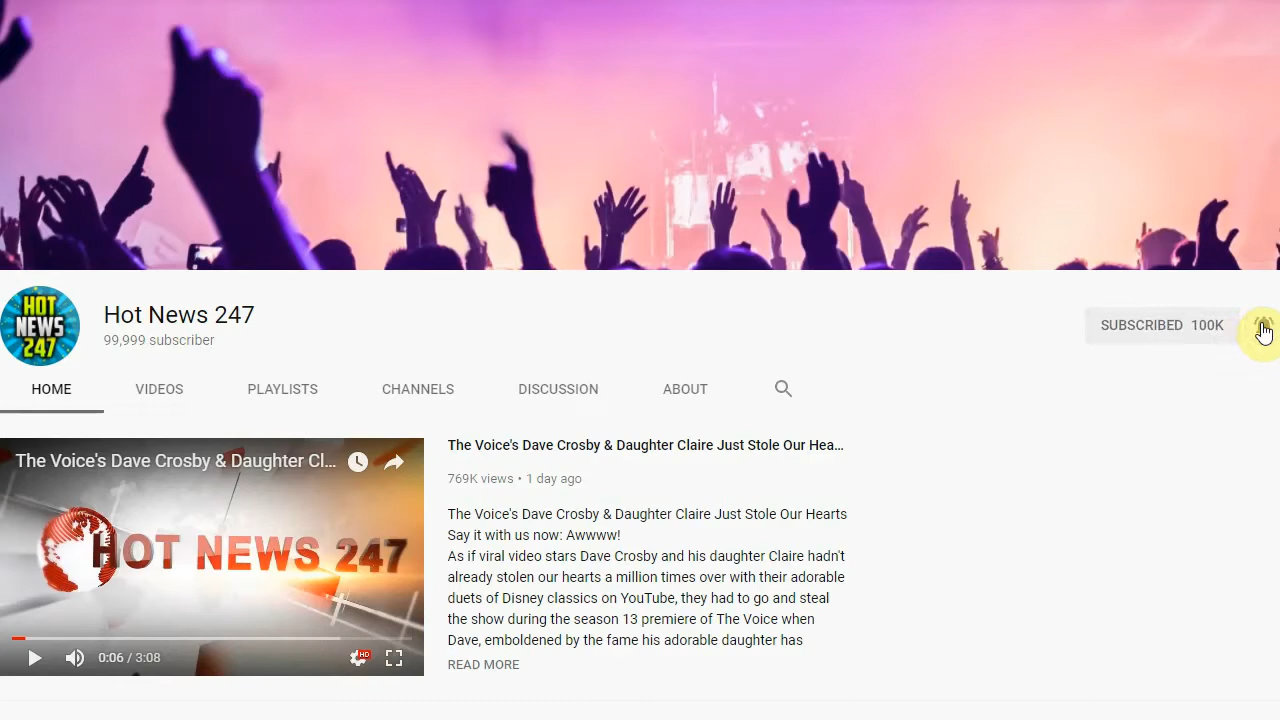 HOT
NEWS
247
Hot News 247
99,999 subscriber
SUBSCRIBED 100K
HOME VIDEOS PLAYLISTS CHANNELS DISCUSSION ABOUT
The Voice's Dave Crosby & Daughter Cl...
HOT NEWS 247
0:06 / 3:08
HD
The Voice's Dave Crosby & Daughter Claire Just Stole Our Hea...
769K views • 1 day ago
The Voice's Dave Crosby & Daughter Claire Just Stole Our Hearts
Say it with us now: Awwww!
As if viral video stars Dave Crosby and his daughter Claire hadn't
already stolen our hearts a million times over with their adorable
duets of Disney classics on YouTube, they had to go and steal
the show during the season 13 premiere of The Voice when
Dave, emboldened by the fame his adorable daughter has
READ MORE